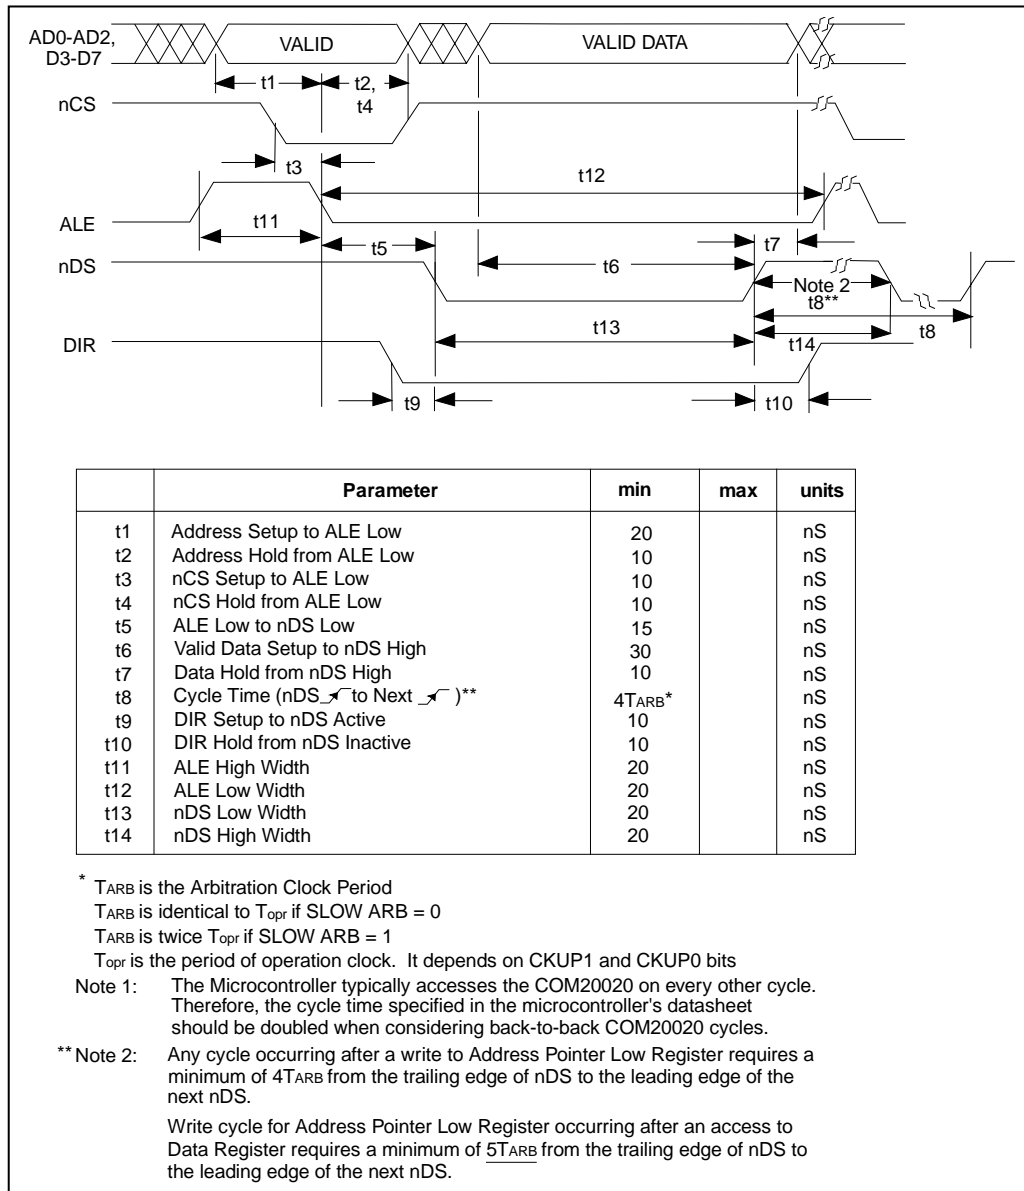 AD0-AD2,
D3-D7
VALID
VALID DATA
t1
t2,
t4
nCS
t3
t12
ALE
t11
t5
t7
nDS
t6
Note 2
t8**
t13
t8
t14
DIR
t9
t10
Parameter min max units
t1 Address Setup to ALE Low 20 nS
t2 Address Hold from ALE Low 10 nS
t3 nCS Setup to ALE Low 10 nS
t4 nCS Hold from ALE Low 10 nS
t5 ALE Low to nDS Low 15 nS
t6 Valid Data Setup to nDS High 30 nS
t7 Data Hold from nDS High 10 nS
t8 Cycle Time (nDS to Next )** 4TARB* nS
t9 DIR Setup to nDS Active 10 nS
t10 DIR Hold from nDS Inactive 10 nS
t11 ALE High Width 20 nS
t12 ALE Low Width 20 nS
t13 nDS Low Width 20 nS
t14 nDS High Width 20 nS
* TARB is the Arbitration Clock Period
TARB is identical to Topr if SLOW ARB = 0
TARB is twice Topr if SLOW ARB = 1
Topr is the period of operation clock. It depends on CKUP1 and CKUP0 bits
Note 1: The Microcontroller typically accesses the COM20020 on every other cycle.
Therefore, the cycle time specified in the microcontroller's datasheet
should be doubled when considering back-to-back COM20020 cycles.
** Note 2: Any cycle occurring after a write to Address Pointer Low Register requires a
minimum of 4TARB from the trailing edge of nDS to the leading edge of the
next nDS.
Write cycle for Address Pointer Low Register occurring after an access to
Data Register requires a minimum of 5TARB from the trailing edge of nDS to
the leading edge of the next nDS.